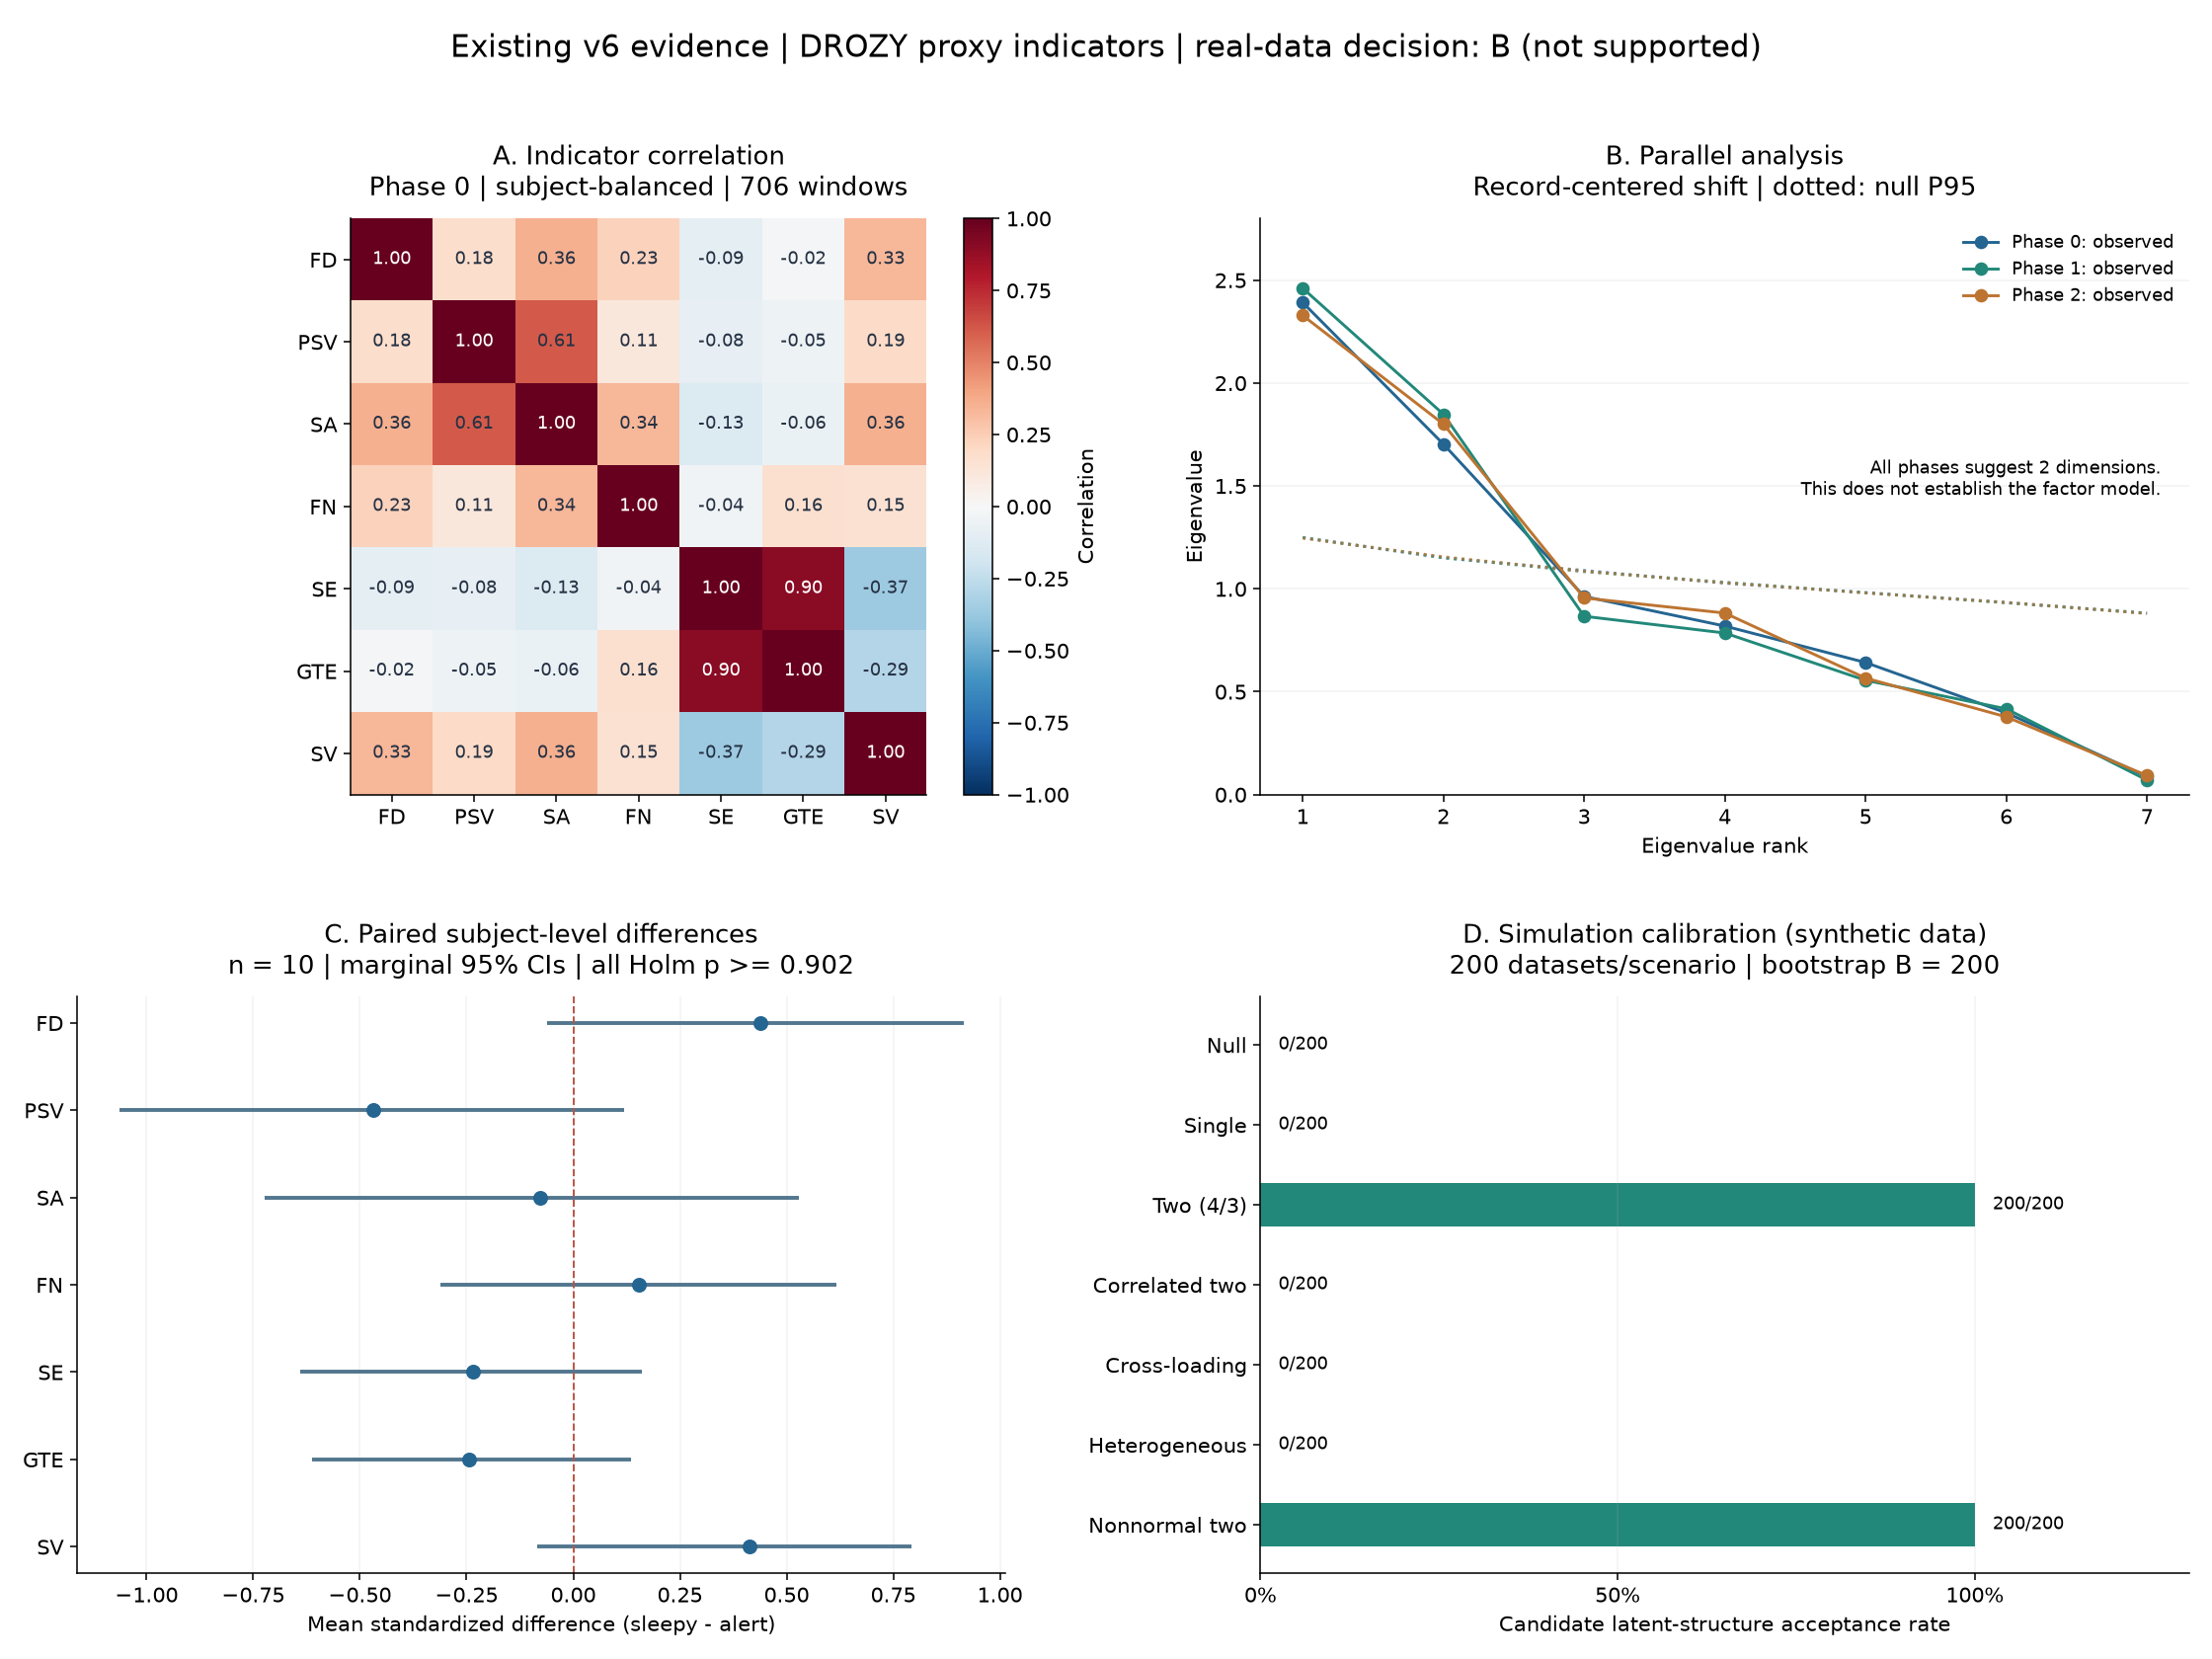 Existing v6 evidence | DROZY proxy indicators | real-data decision: B (not supported)
A. Indicator correlation
Phase 0 | subject-balanced | 706 windows
FD 1.00 0.18 0.36 0.23 -0.09 -0.02 0.33
PSV 0.18 1.00 0.61 0.11 -0.08 -0.05 0.19
SA 0.36 0.61 1.00 0.34 -0.13 -0.06 0.36
FN 0.23 0.11 0.34 1.00 -0.04 0.16 0.15
SE -0.09 -0.08 -0.13 -0.04 1.00 0.90 -0.37
GTE -0.02 -0.05 -0.06 0.16 0.90 1.00 -0.29
SV 0.33 0.19 0.36 0.15 -0.37 -0.29 1.00
FD PSV SA FN SE GTE SV
1.00
0.75
0.50
0.25
0.00
−0.25
−0.50
−0.75
−1.00
Correlation
B. Parallel analysis
Record-centered shift | dotted: null P95
Phase 0: observed
Phase 1: observed
Phase 2: observed
All phases suggest 2 dimensions.
This does not establish the factor model.
2.5
2.0
1.5
1.0
0.5
0.0
Eigenvalue
1 2 3 4 5 6 7
Eigenvalue rank
C. Paired subject-level differences
n = 10 | marginal 95% CIs | all Holm p >= 0.902
FD
PSV
SA
FN
SE
GTE
SV
−1.00 −0.75 −0.50 −0.25 0.00 0.25 0.50 0.75 1.00
Mean standardized difference (sleepy - alert)
D. Simulation calibration (synthetic data)
200 datasets/scenario | bootstrap B = 200
Null 0/200
Single 0/200
Two (4/3) 200/200
Correlated two 0/200
Cross-loading 0/200
Heterogeneous 0/200
Nonnormal two 200/200
0% 50% 100%
Candidate latent-structure acceptance rate